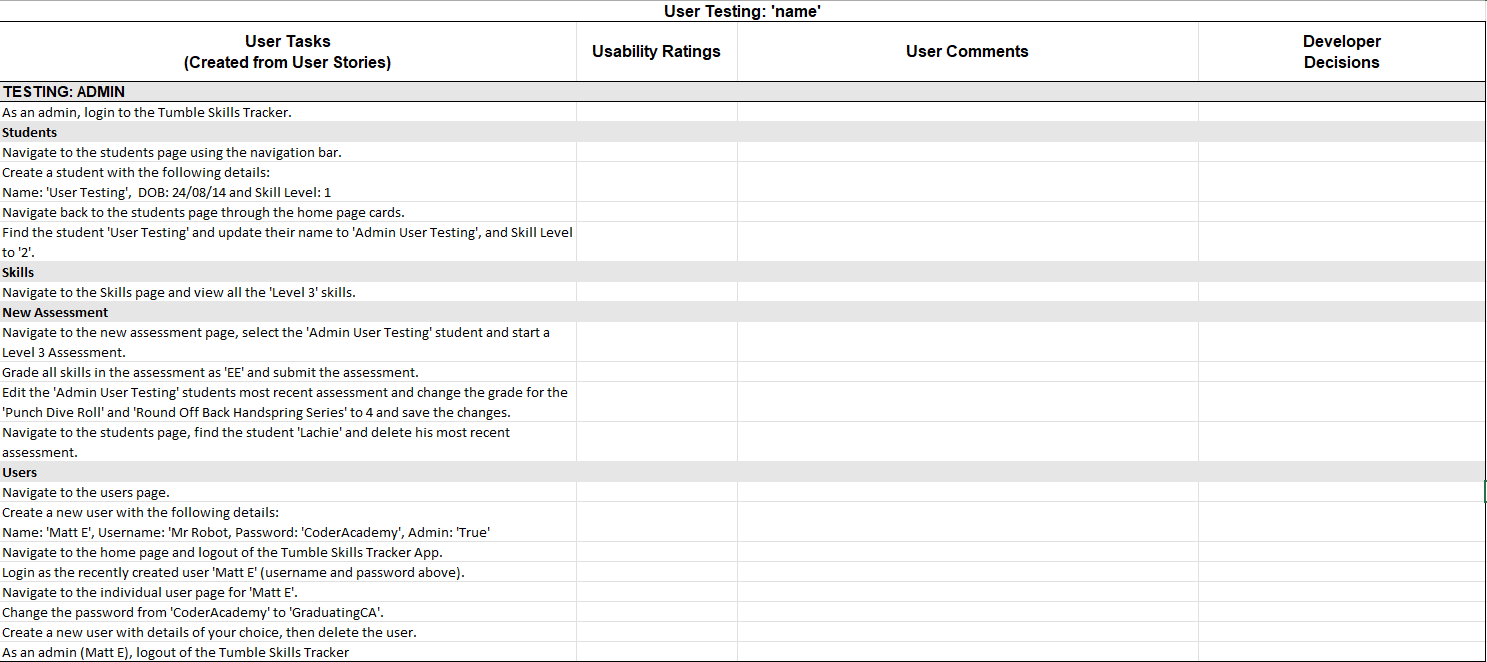 User Testing: 'name'
User Tasks
(Created from User Stories)
Usability Ratings
User Comments
Developer
Decisions
TESTING: ADMIN
As an admin, login to the Tumble Skills Tracker.
Students
Navigate to the students page using the navigation bar.
Create a student with the following details:
Name: 'User Testing',  DOB: 24/08/14 and Skill Level: 1
Navigate back to the students page through the home page cards.
Find the student 'User Testing' and update their name to 'Admin User Testing', and Skill Level
to '2'.
Skills
Navigate to the Skills page and view all the 'Level 3' skills.
New Assessment
Navigate to the new assessment page, select the 'Admin User Testing' student and start a
Level 3 Assessment.
Grade all skills in the assessment as 'EE' and submit the assessment.
Edit the 'Admin User Testing' students most recent assessment and change the grade for the
'Punch Dive Roll' and 'Round Off Back Handspring Series' to 4 and save the changes.
Navigate to the students page, find the student 'Lachie' and delete his most recent
assessment.
Users
Navigate to the users page.
Create a new user with the following details:
Name: 'Matt E', Username: 'Mr Robot, Password: 'CoderAcademy', Admin: 'True'
Navigate to the home page and logout of the Tumble Skills Tracker App.
Login as the recently created user 'Matt E' (username and password above).
Navigate to the individual user page for 'Matt E'.
Change the password from 'CoderAcademy' to 'GraduatingCA'.
Create a new user with details of your choice, then delete the user.
As an admin (Matt E), logout of the Tumble Skills Tracker